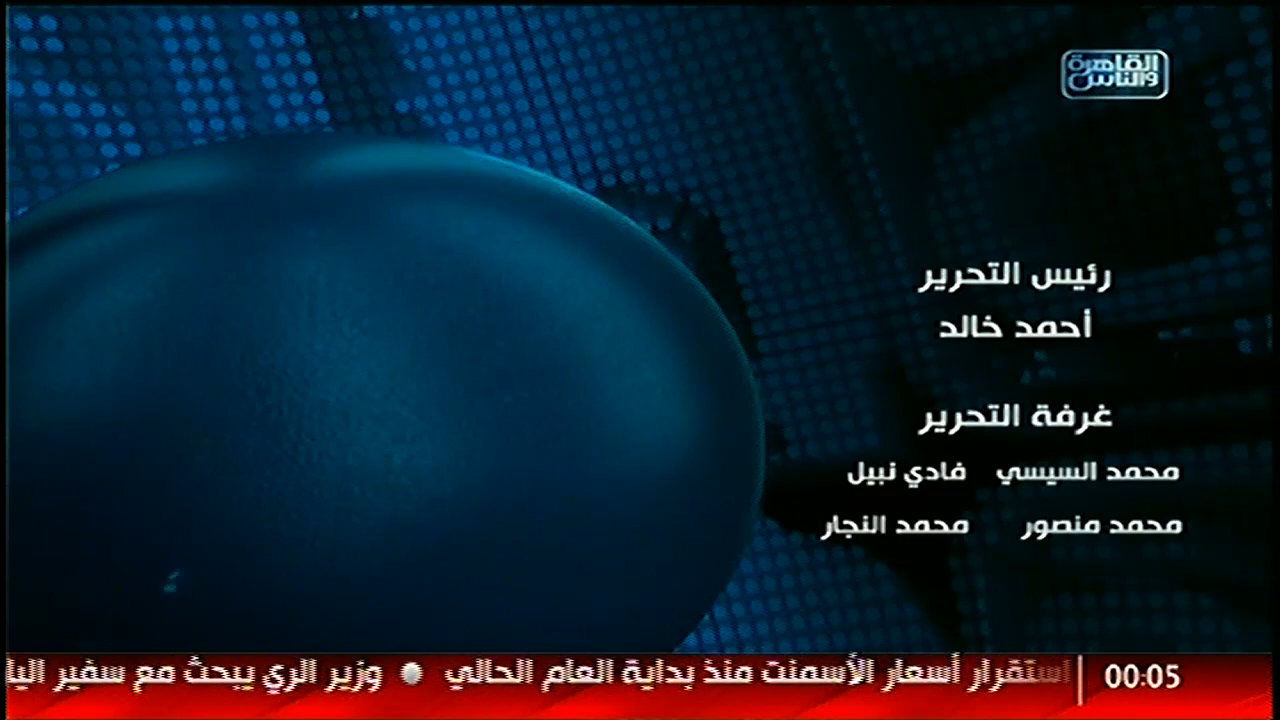 القاهرة
والناس
رئيس التحرير
أحمد خالد
غرفة التحرير
محمد السيسي فادي نبيل
محمد منصور محمد النجار
00:05 استقرار أسعار الأسمنت منذ بداية العام الحالي ● وزير الري يبحث مع سفير اليا